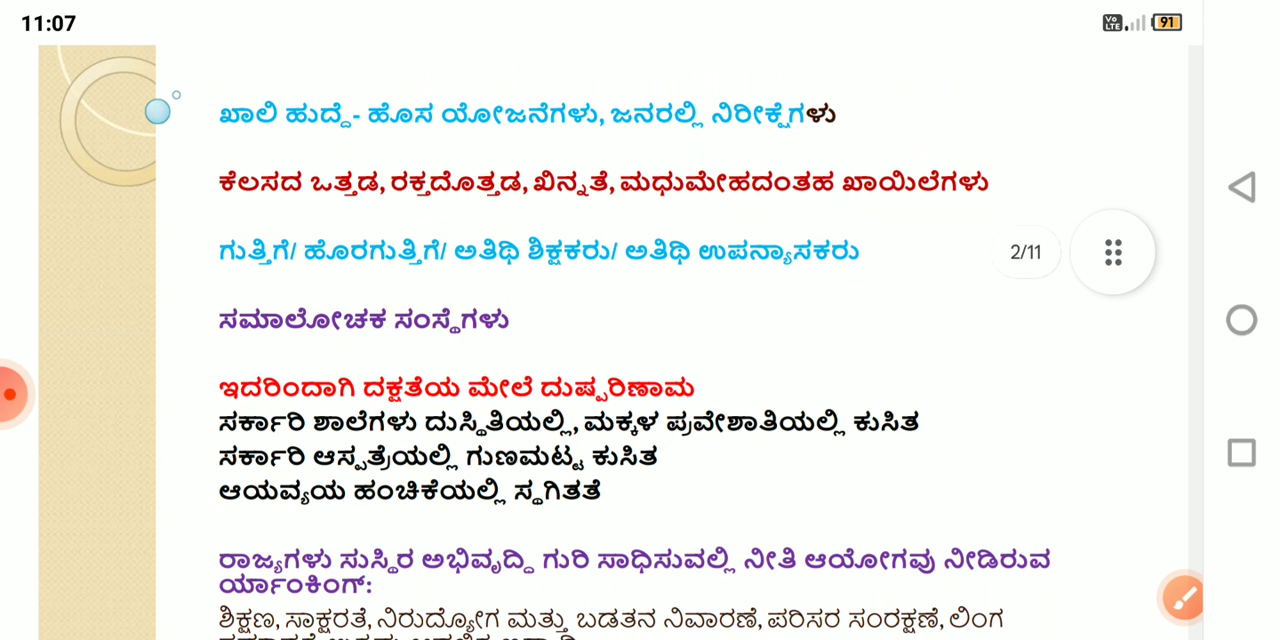 11:07
Vo LTE 91
ಖಾಲಿ ಹುದ್ದೆ- ಹೊಸ ಯೋಜನೆಗಳು, ಜನರಲ್ಲಿ ನಿರೀಕ್ಷೆಗಳು
ಕೆಲಸದ ಒತ್ತಡ, ರಕ್ತದೊತ್ತಡ, ಖಿನ್ನತೆ, ಮಧುಮೇಹದಂತಹ ಖಾಯಿಲೆಗಳು
ಗುತ್ತಿಗೆ/ ಹೊರಗುತ್ತಿಗೆ/ ಅತಿಥಿ ಶಿಕ್ಷಕರು/ ಅತಿಥಿ ಉಪನ್ಯಾಸಕರು
2/11
ಸಮಾಲೋಚಕ ಸಂಸ್ಥೆಗಳು
ಇದರಿಂದಾಗಿ ದಕ್ಷತೆಯ ಮೇಲೆ ದುಷ್ಪರಿಣಾಮ
ಸರ್ಕಾರಿ ಶಾಲೆಗಳು ದುಸ್ಥಿತಿಯಲ್ಲಿ, ಮಕ್ಕಳ ಪ್ರವೇಶಾತಿಯಲ್ಲಿ ಕುಸಿತ
ಸರ್ಕಾರಿ ಆಸ್ಪತ್ರೆಯಲ್ಲಿ ಗುಣಮಟ್ಟ ಕುಸಿತ
ಆಯವ್ಯಯ ಹಂಚಿಕೆಯಲ್ಲಿ ಸ್ಥಗಿತತೆ
ರಾಜ್ಯಗಳು ಸುಸ್ಥಿರ ಅಭಿವೃದ್ಧಿ ಗುರಿ ಸಾಧಿಸುವಲ್ಲಿ ನೀತಿ ಆಯೋಗವು ನೀಡಿರುವ
ರ್ಯಾಂಕಿಂಗ್:
ಶಿಕ್ಷಣ, ಸಾಕ್ಷರತೆ, ನಿರುದ್ಯೋಗ ಮತ್ತು ಬಡತನ ನಿವಾರಣೆ, ಪರಿಸರ ಸಂರಕ್ಷಣೆ, ಲಿಂಗ